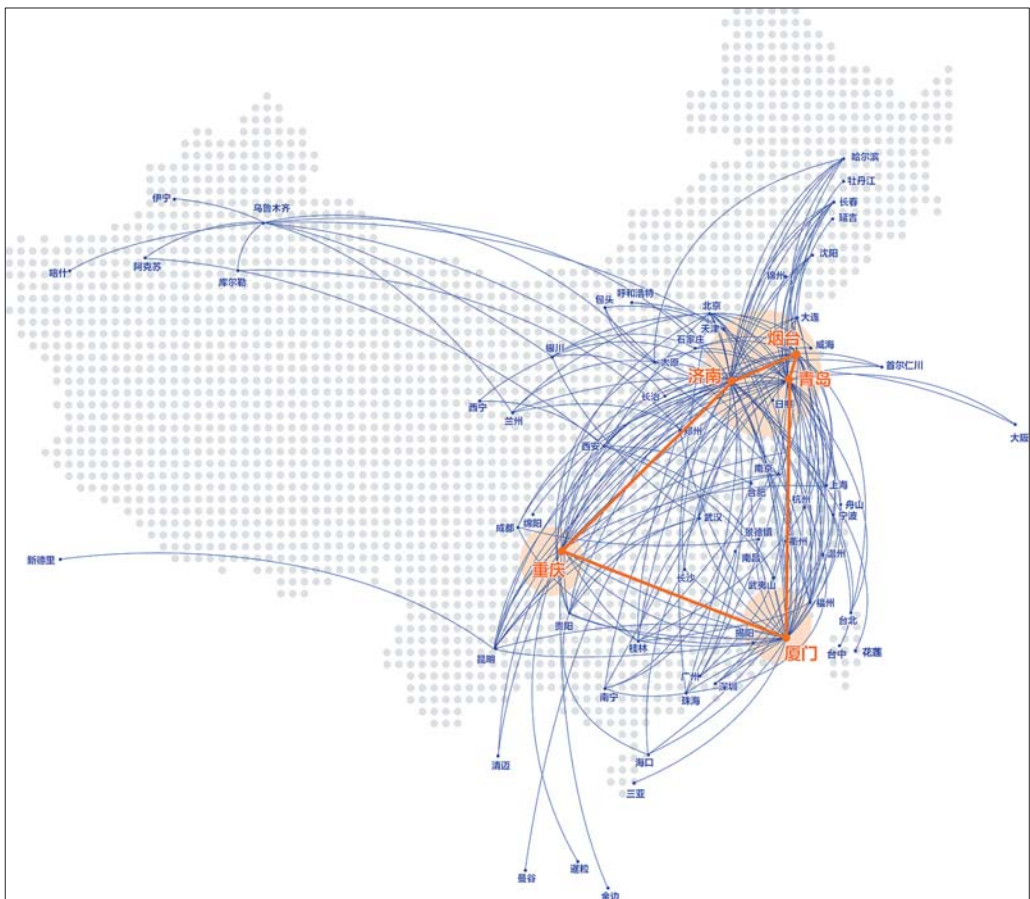 哈尔滨
牡丹江
长春
延吉
伊宁
乌鲁木齐
沈阳
阿克苏
喀什
库尔勒
锦州
呼和浩特
包头
北京
大连
天津
石家庄
烟台
威海
银川
太原
首尔仁川
济南
青岛
长治
日照
西宁
兰州
郑州
大阪
西安
南京
合肥
上海
杭州
舟山
宁波
绵阳
成都
武汉
景德镇
衢州
温州
南昌
新德里
重庆
长沙
武夷山
福州
贵阳
台北
揭阳
桂林
昆明
厦门
台中
花莲
广州
深圳
南宁
珠海
海口
清迈
三亚
暹粒
曼谷
金边